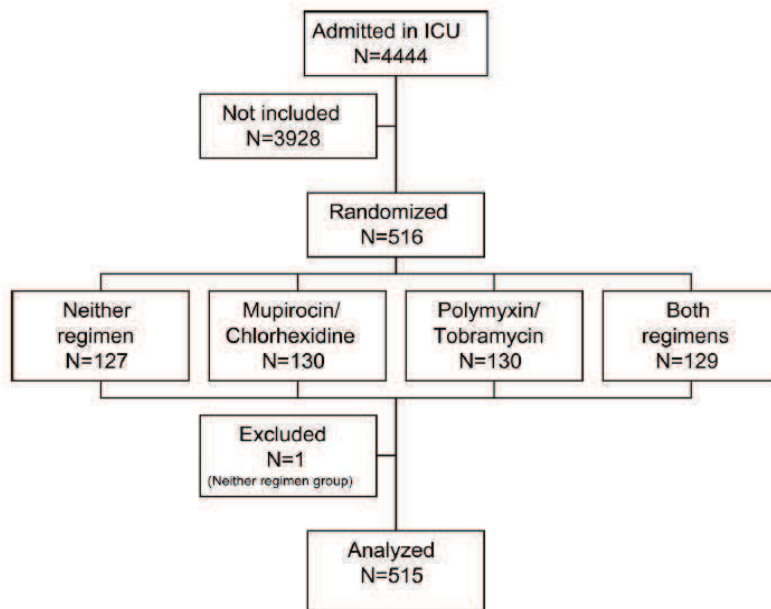 Admitted in ICU
N=4444
Not included
N=3928
Randomized
N=516
Neither
regimen
N=127
Mupirocin/
Chlorhexidine
N=130
Polymyxin/
Tobramycin
N=130
Both
regimens
N=129
Excluded
N=1
(Neither regimen group)
Analyzed
N=515